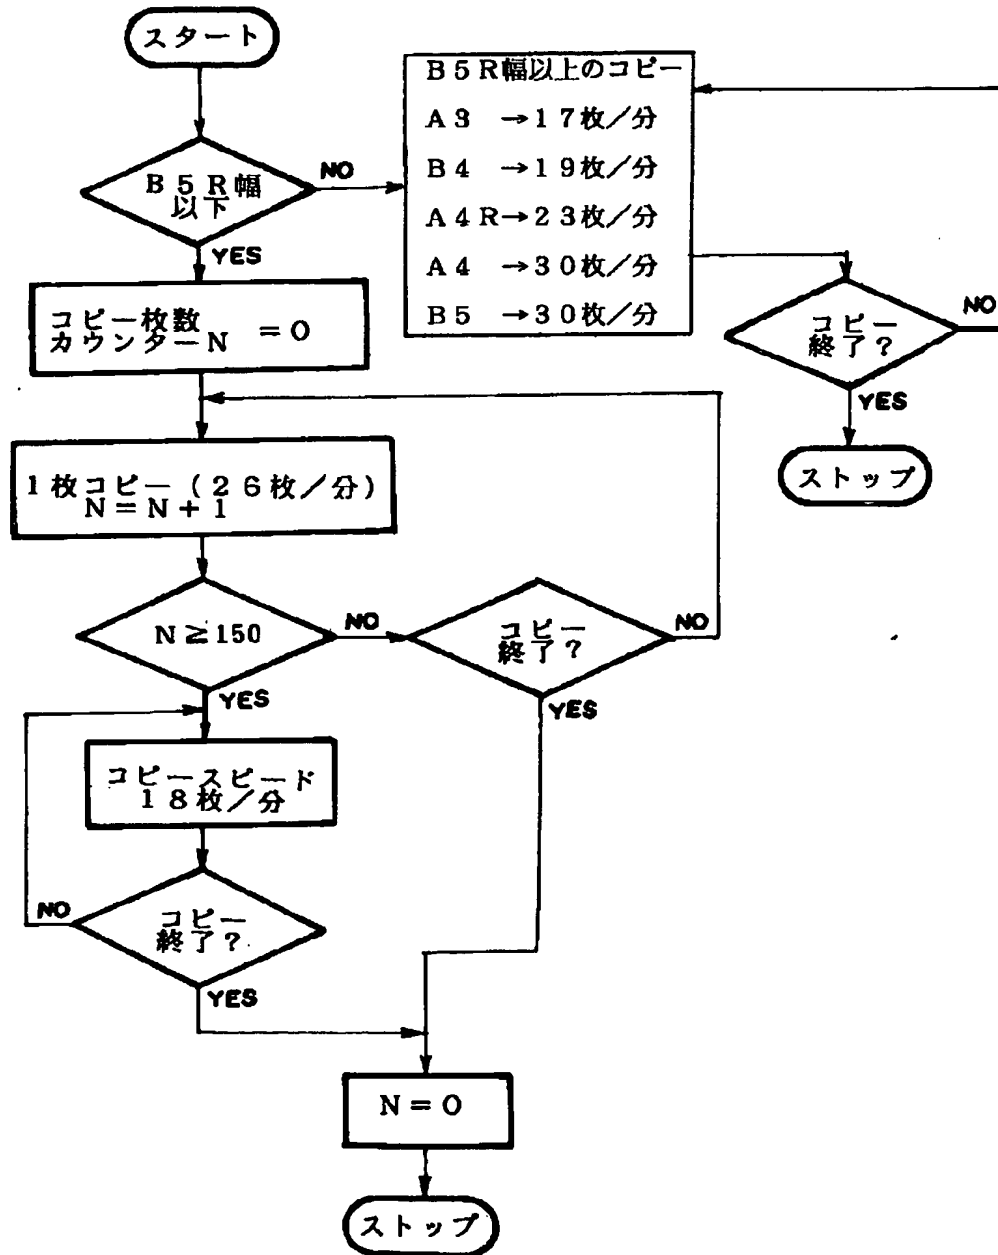 スタート
B5R幅
以下
NO
YES
B5R幅以上のコピー
A3 →17枚/分
B4 →19枚/分
A4R→23枚/分
A4 →30枚/分
B5 →30枚/分
コピー
終了?
NO
YES
ストップ
コピー枚数
カウンターN =0
1枚コピー(26枚/分)
N=N+1
N≧150
NO
YES
コピー
終了?
NO
YES
コピースピード
18枚/分
コピー
終了?
NO
YES
N=0
ストップ